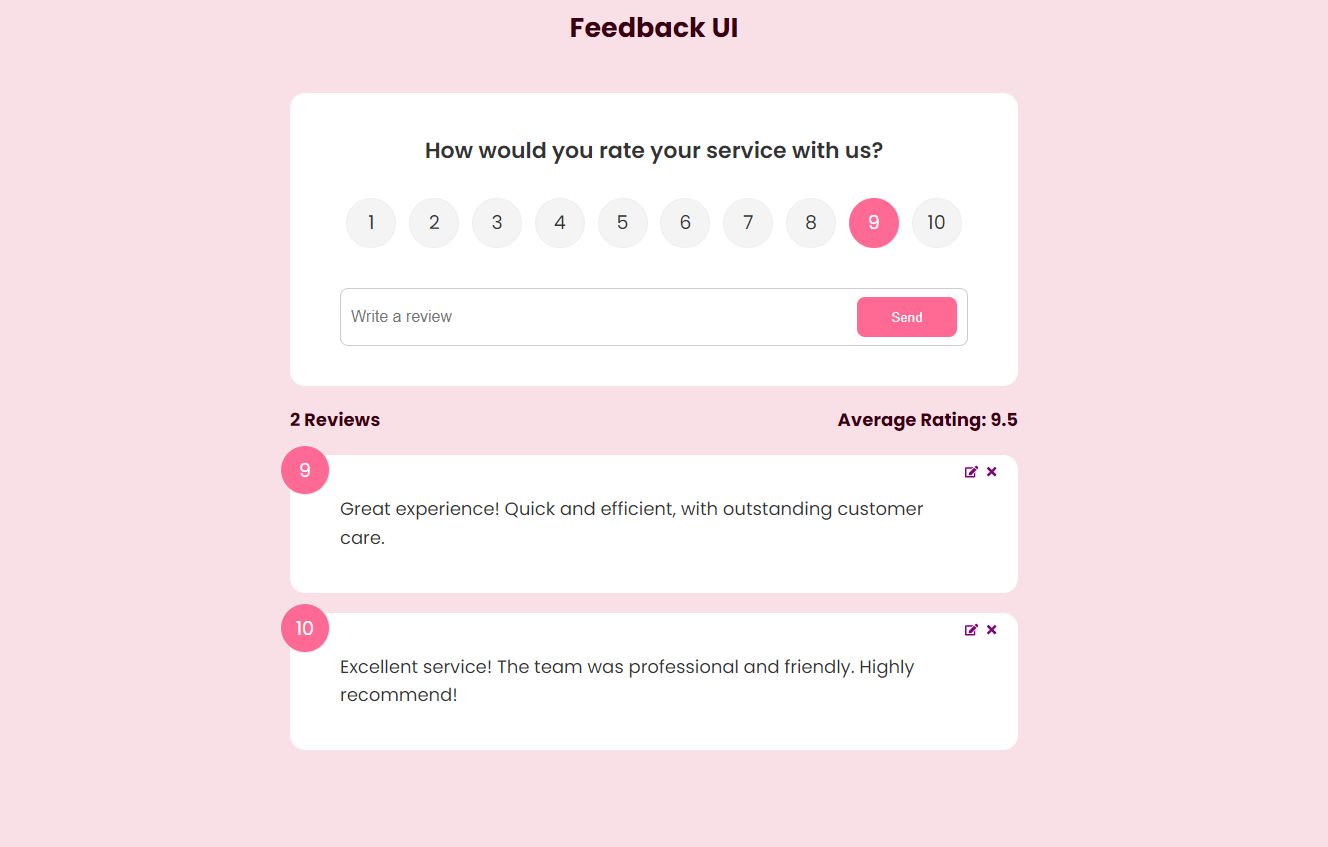 Feedback UI
How would you rate your service with us?
1 2 3 4 5 6 7 8 9 10
Write a review Send
2 Reviews Average Rating: 9.5
9
Great experience! Quick and efficient, with outstanding customer
care.
10
Excellent service! The team was professional and friendly. Highly
recommend!